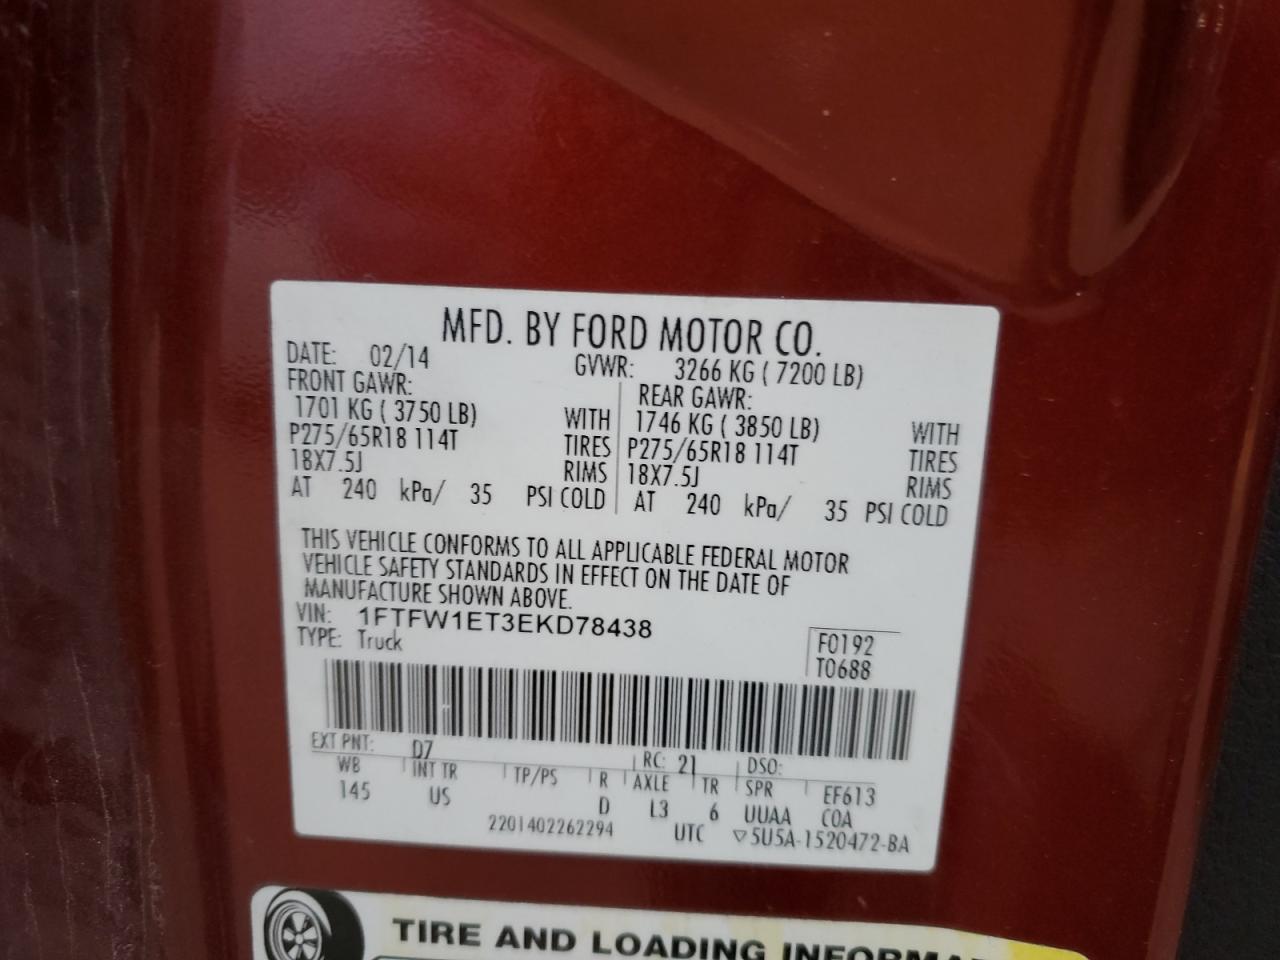 MFD. BY FORD MOTOR CO.
DATE: 02/14 GVWR: 3266 KG ( 7200 LB)
FRONT GAWR: REAR GAWR:
1701 KG ( 3750 LB) WITH 1746 KG ( 3850 LB) WITH
P275/65R18 114T TIRES P275/65R18 114T TIRES
18X7.5J RIMS 18X7.5J RIMS
AT 240 kPa/ 35 PSI COLD AT 240 kPa/ 35 PSI COLD
THIS VEHICLE CONFORMS TO ALL APPLICABLE FEDERAL MOTOR
VEHICLE SAFETY STANDARDS IN EFFECT ON THE DATE OF
MANUFACTURE SHOWN ABOVE.
VIN: 1FTFW1ET3EKD78438
TYPE: Truck F0192
T0688
EXT PNT: D7 RC: 21 DSO:
WB INT TR TP/PS R AXLE TR SPR EF613
145 US D L3 6 UUAA COA
2201402262294 UTC ▽5U5A-1520472-BA
TIRE AND LOADING